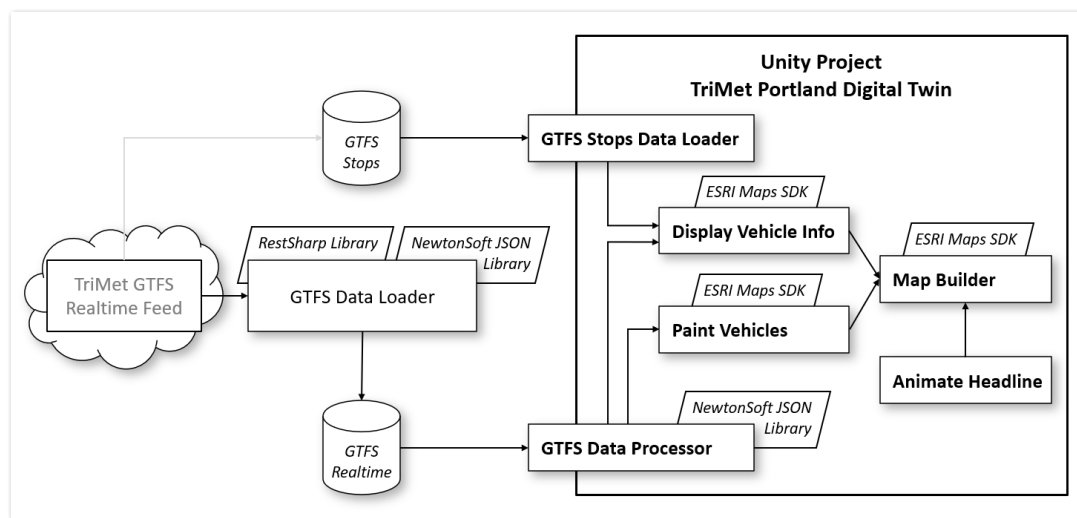 Unity Project
TriMet Portland Digital Twin
GTFS
Stops
GTFS Stops Data Loader
ESRI Maps SDK
Display Vehicle Info
RestSharp Library
NewtonSoft JSON
Library
ESRI Maps SDK
Map Builder
TriMet GTFS
Realtime Feed
GTFS Data Loader
ESRI Maps SDK
Paint Vehicles
Animate Headline
NewtonSoft JSON
Library
GTFS
Realtime
GTFS Data Processor